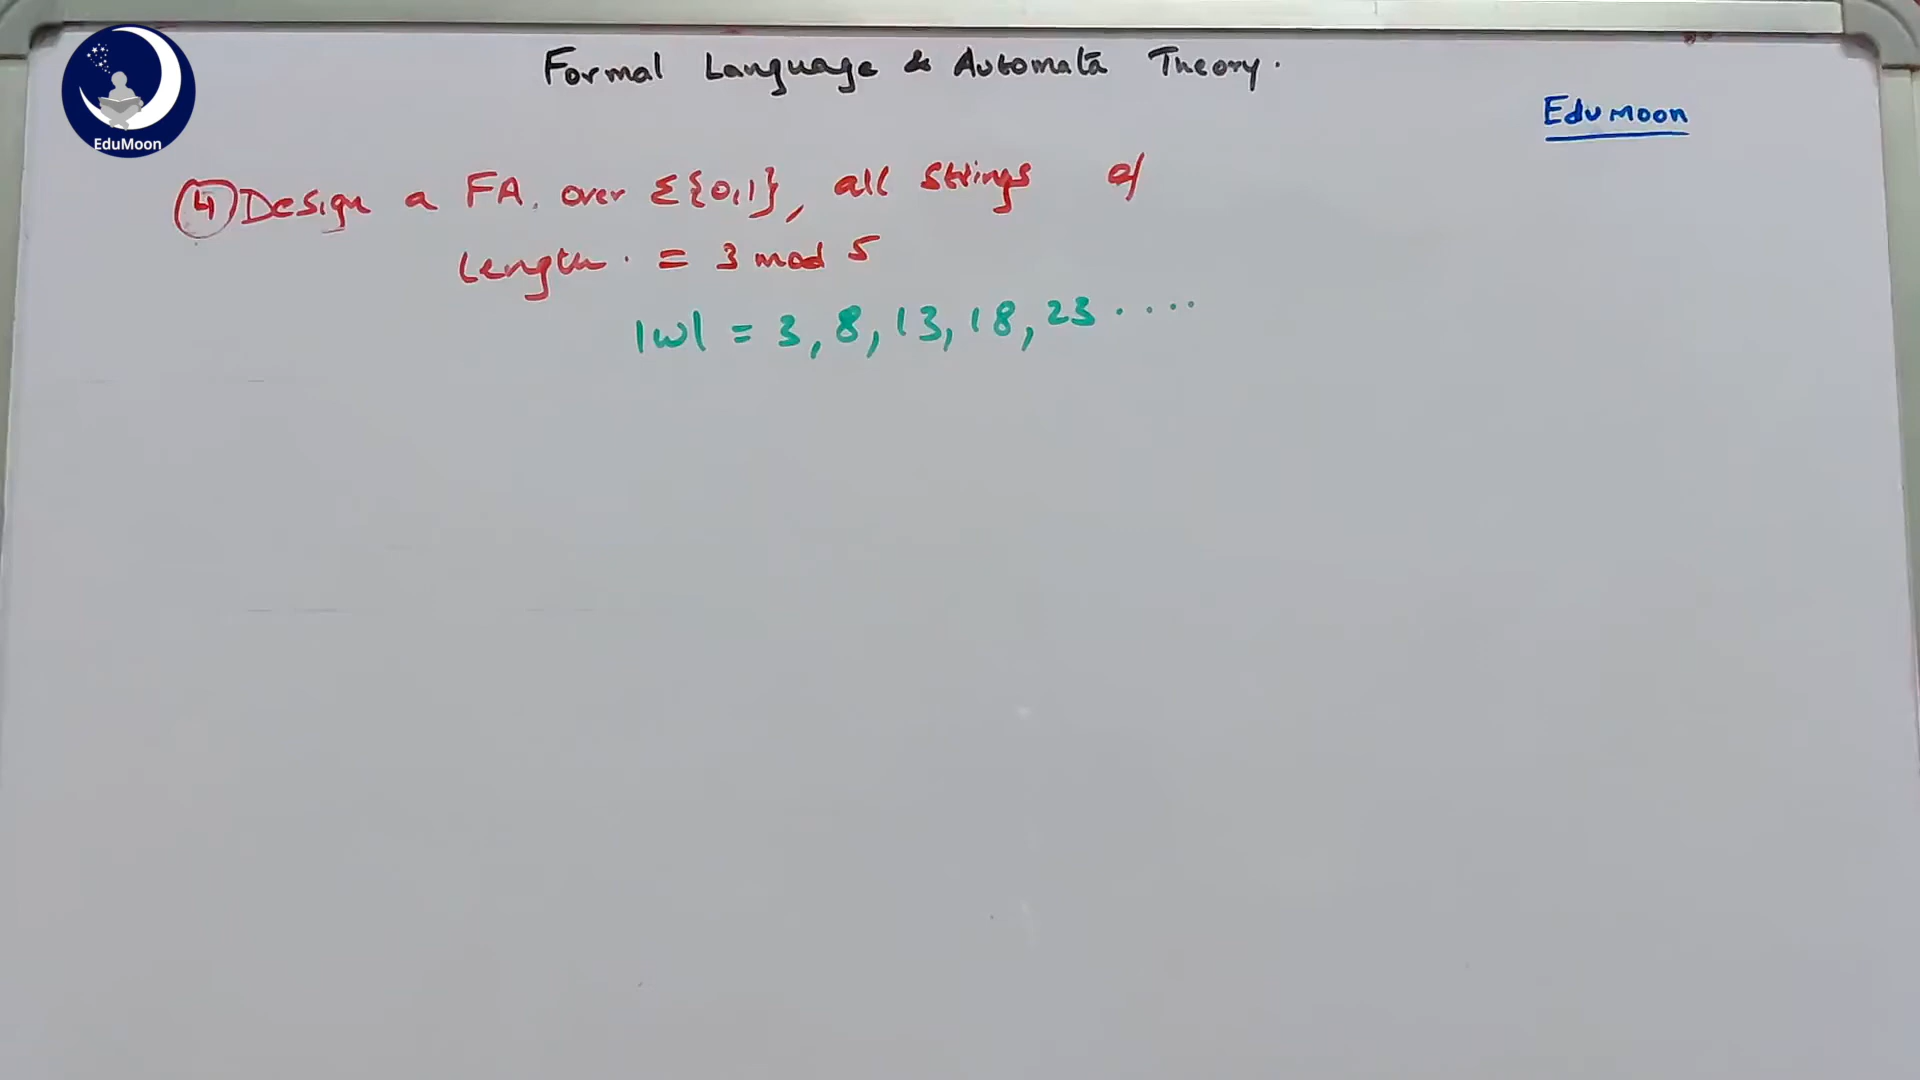 Formal Language & Automata Theory.
EduMoon
EduMoon
(4) Design a FA. over Σ{0,1}, all strings of
length. = 3 mod 5
|w| = 3, 8, 13, 18, 23 ....